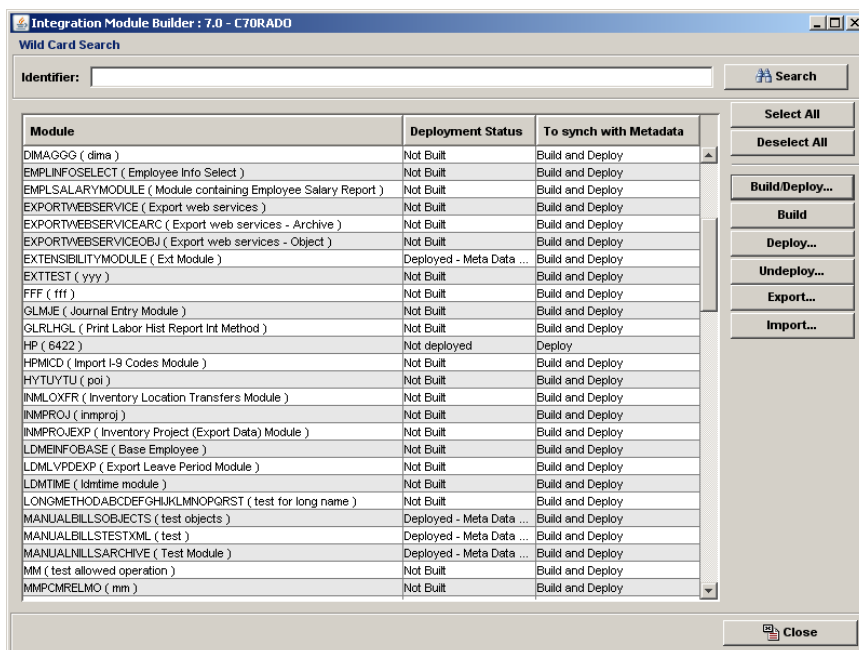 Integration Module Builder : 7.0 - C70RADO
Wild Card Search
Identifier:
Search
Select All
Deselect All
Build/Deploy...
Build
Deploy...
Undeploy...
Export...
Import...
Module Deployment Status To synch with Metadata
DIMAGGG ( dima ) Not Built Build and Deploy
EMPLINFOSELECT ( Employee Info Select ) Not Built Build and Deploy
EMPLSALARYMODULE ( Module containing Employee Salary Report ) Not Built Build and Deploy
EXPORTWEBSERVICE ( Export web services ) Not Built Build and Deploy
EXPORTWEBSERVICEARC ( Export web services - Archive ) Not Built Build and Deploy
EXPORTWEBSERVICEOBJ ( Export web services - Object ) Not Built Build and Deploy
EXTENSIBILITYMODULE ( Ext Module ) Deployed - Meta Data ... Build and Deploy
EXTTEST ( yyy ) Not Built Build and Deploy
FFF ( fff ) Not Built Build and Deploy
GLMJE ( Journal Entry Module ) Not Built Build and Deploy
GLRLHGL ( Print Labor Hist Report Int Method ) Not Built Build and Deploy
HP ( 6422 ) Not deployed Deploy
HPMICD ( Import I-9 Codes Module ) Not Built Build and Deploy
HYTUYTU ( poi ) Not Built Build and Deploy
INMLOXFR ( Inventory Location Transfers Module ) Not Built Build and Deploy
INMPROJ ( inmproj ) Not Built Build and Deploy
INMPROJEXP ( Inventory Project (Export Data) Module ) Not Built Build and Deploy
LDMEINFOBASE ( Base Employee ) Not Built Build and Deploy
LDMLVPDEXP ( Export Leave Period Module ) Not Built Build and Deploy
LDMTIME ( ldmtime module ) Not Built Build and Deploy
LONGMETHODABCDEFGHIJKLMNOPQRST ( test for long name ) Not Built Build and Deploy
MANUALBILLSOBJECTS ( test objects ) Deployed - Meta Data ... Build and Deploy
MANUALBILLSTESTXML ( test ) Deployed - Meta Data ... Build and Deploy
MANUALNILLSARCHIVE ( Test Module ) Deployed - Meta Data ... Build and Deploy
MM ( test allowed operation ) Not Built Build and Deploy
MMPCMRELMO ( mm ) Not Built Build and Deploy
Close